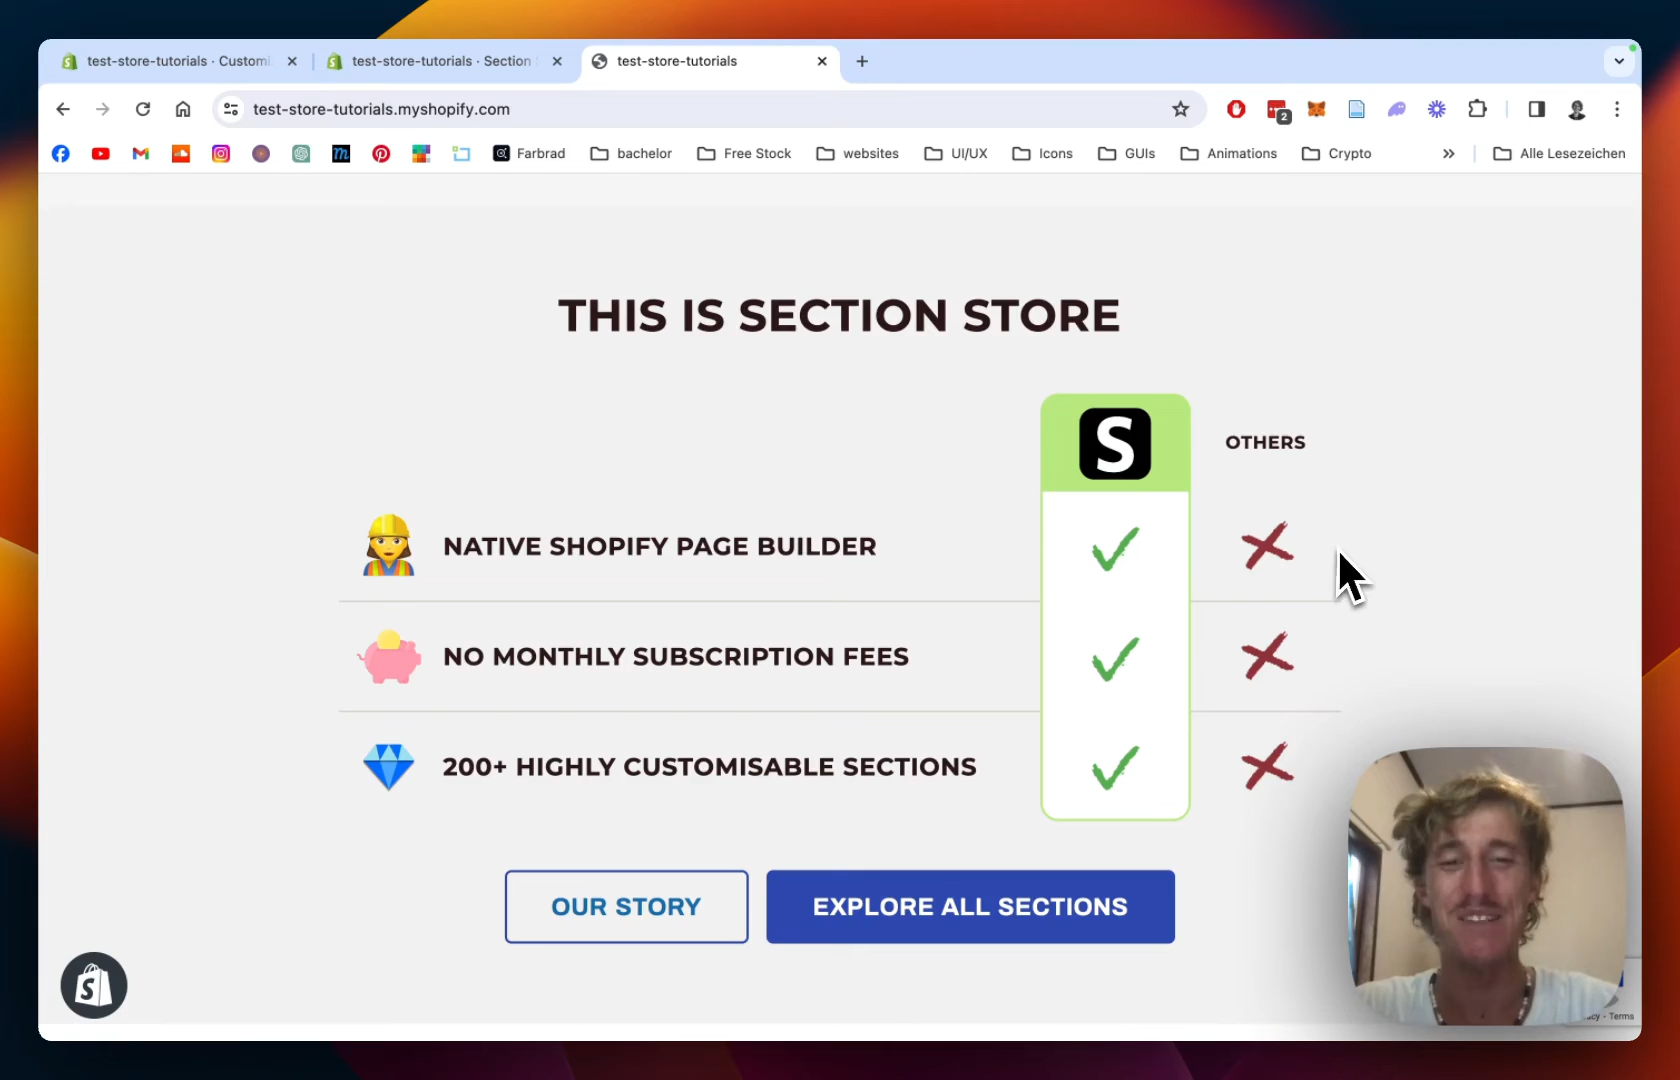 test-store-tutorials · Customi
test-store-tutorials · Section
test-store-tutorials
test-store-tutorials.myshopify.com
2
Farbrad
bachelor
Free Stock
websites
UI/UX
Icons
GUIs
Animations
Crypto
Alle Lesezeichen
THIS IS SECTION STORE
S
OTHERS
NATIVE SHOPIFY PAGE BUILDER
NO MONTHLY SUBSCRIPTION FEES
200+ HIGHLY CUSTOMISABLE SECTIONS
OUR STORY
EXPLORE ALL SECTIONS
- Terms